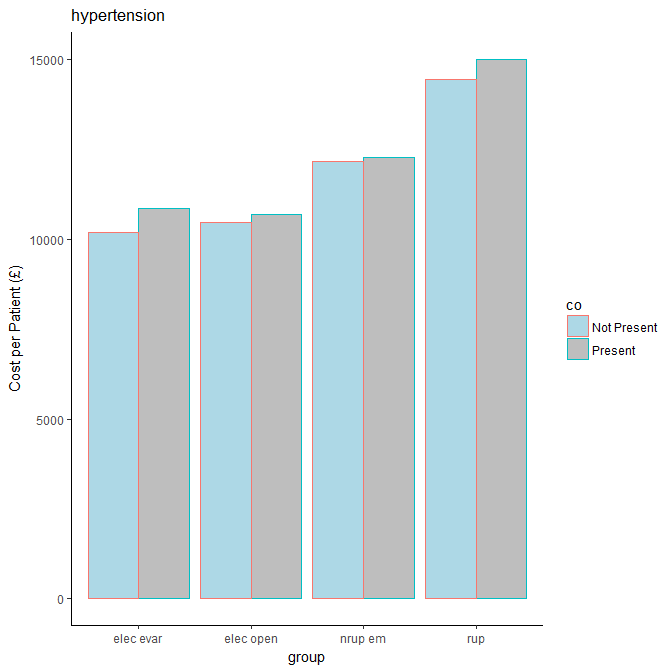 hypertension
15000
10000
5000
0
Cost per Patient (£)
elec evar
elec open
nrup em
rup
group
co
Not Present
Present